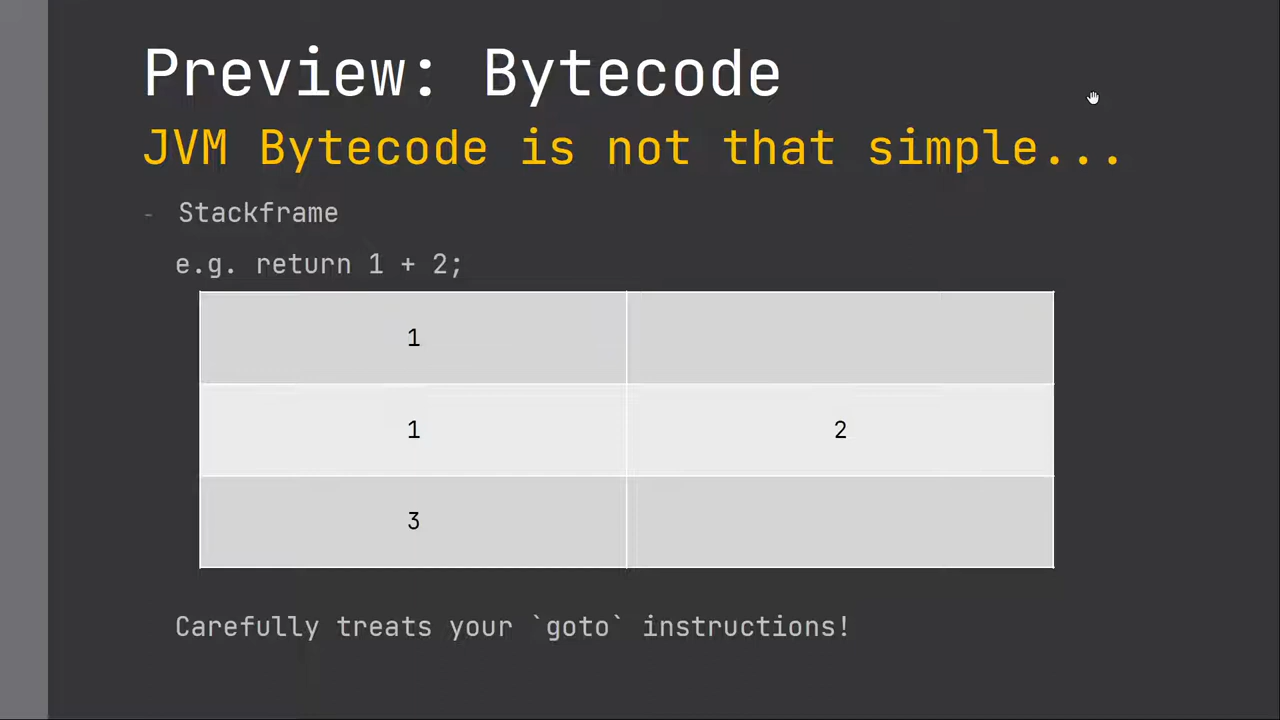 Preview: Bytecode
JVM Bytecode is not that simple...
- Stackframe
e.g. return 1 + 2;
1
1 2
3
Carefully treats your `goto` instructions!